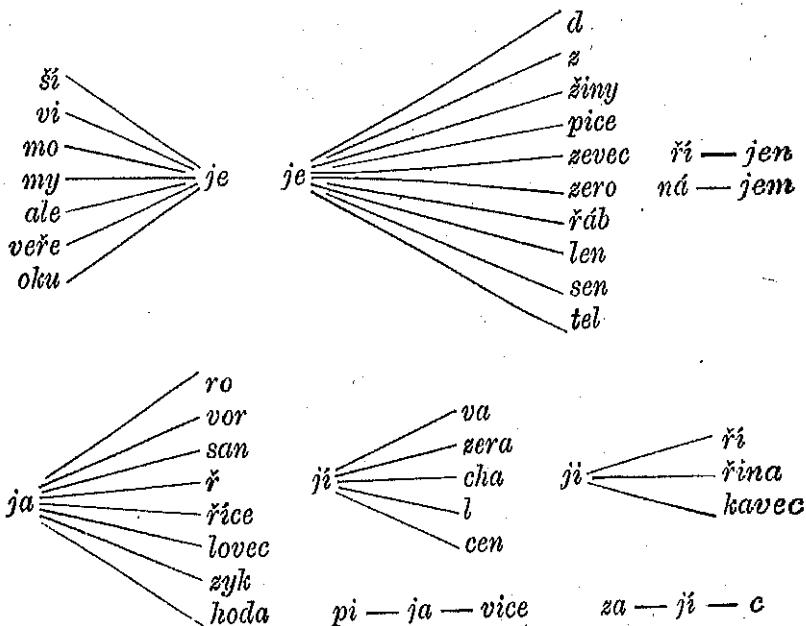 ší
vi
mo
my
ale
veře
oku
je
je
d
z
žiny
pice
zevec
zero
řáb
len
sen
tel
ří — jen
ná — jem
ja
ro
vor
san
ř
říce
lovec
zyk
hoda
jí
va
zera
cha
l
cen
ji
ří
řina
kavec
pi — ja — vice
za — jí — c